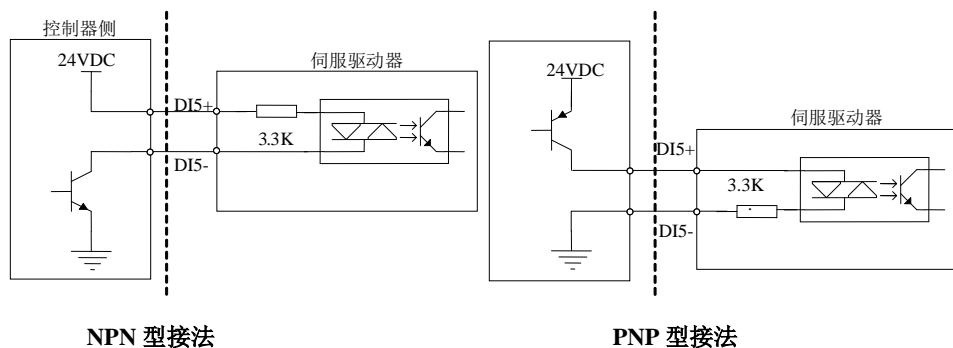 控制器侧
24VDC
伺服驱动器
DI5+
3.3K
DI5-
NPN 型接法
24VDC
伺服驱动器
DI5+
3.3K
DI5-
PNP 型接法